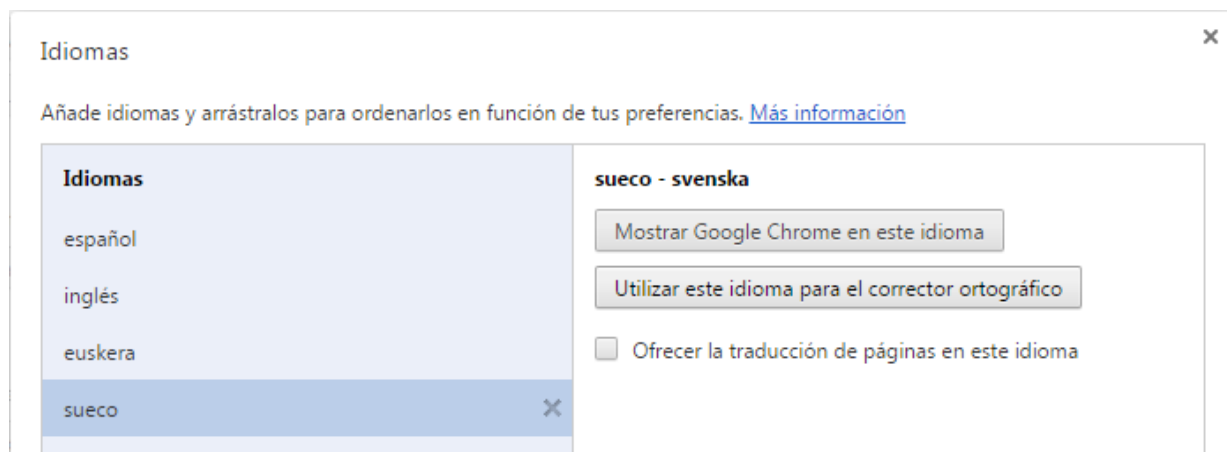 Idiomas
Añade idiomas y arrástralos para ordenarlos en función de tus preferencias. Más información
Idiomas
español
inglés
euskera
sueco
sueco - svenska
Mostrar Google Chrome en este idioma
Utilizar este idioma para el corrector ortográfico
Ofrecer la traducción de páginas en este idioma